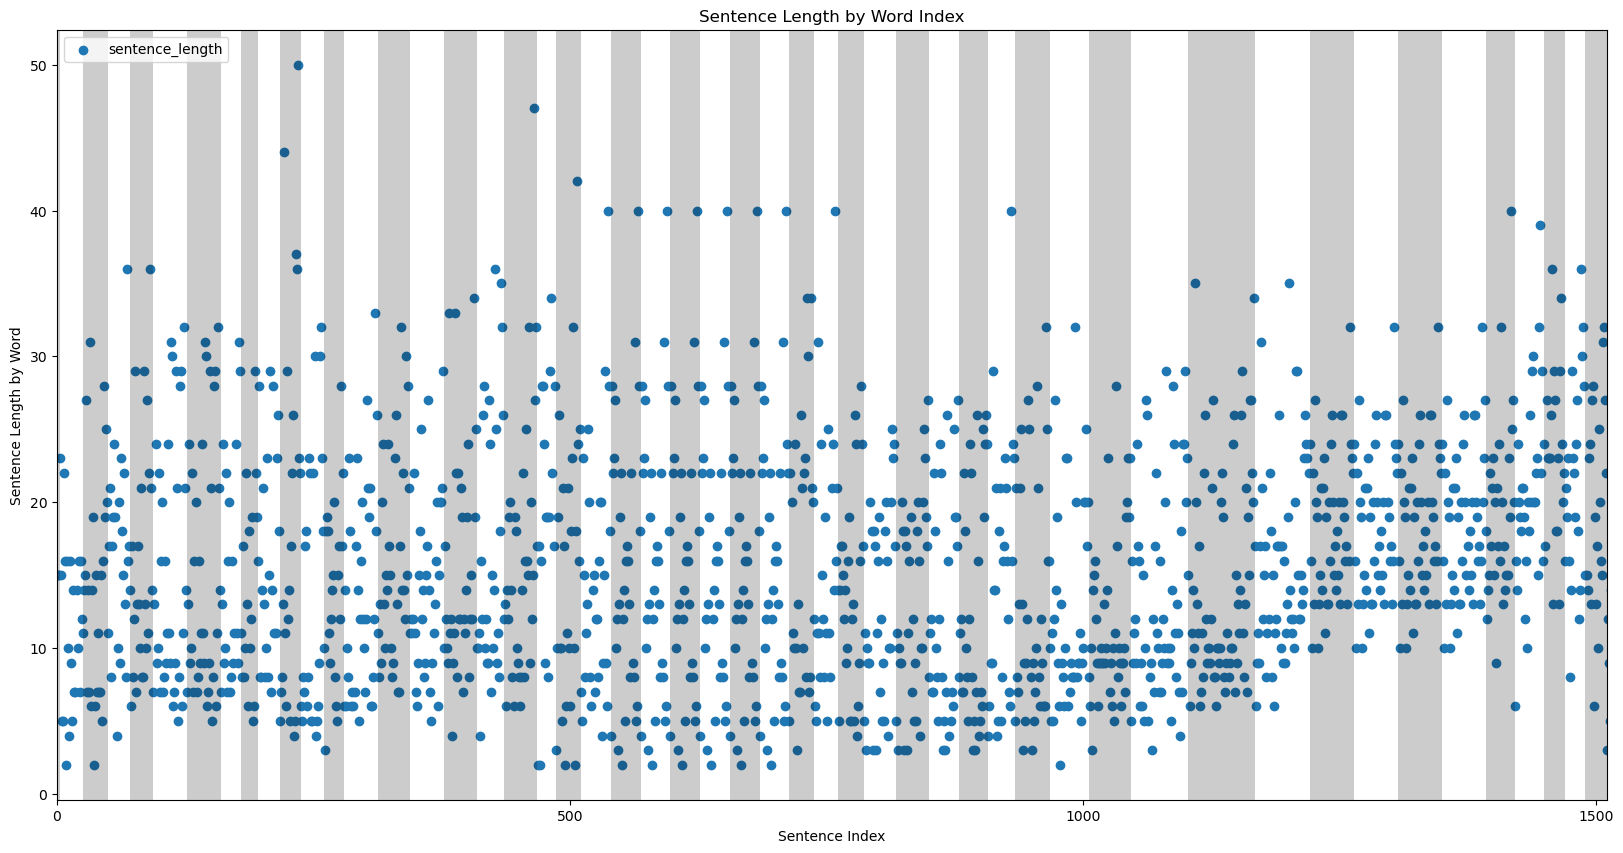 Sentence Length by Word Index
sentence_length
Sentence Length by Word
50
40
30
20
10
0
0 500 1000 1500
Sentence Index